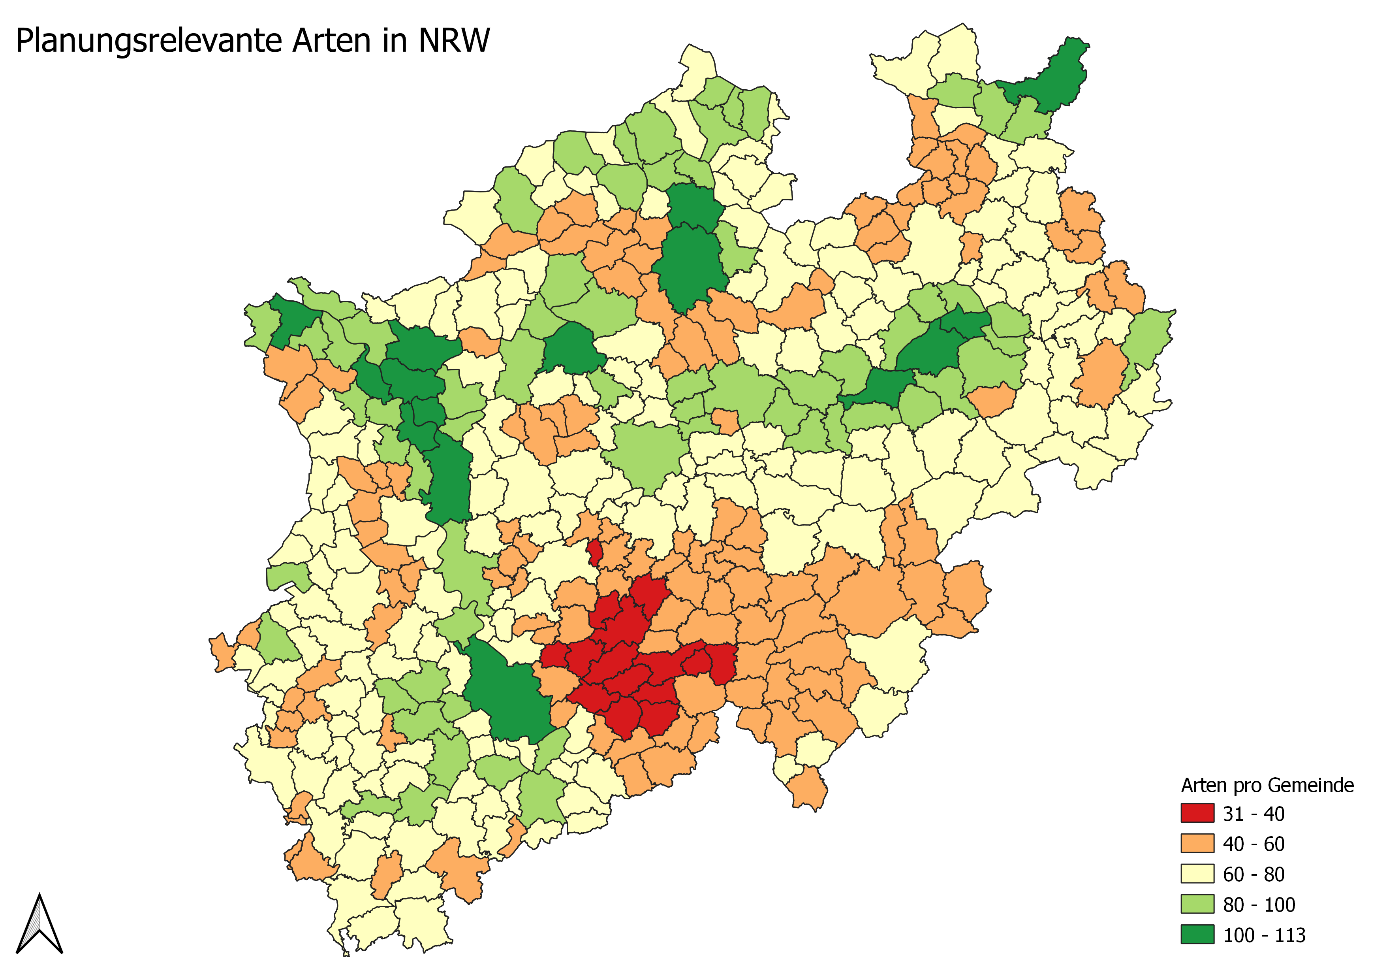 Planungsrelevante Arten in NRW
Arten pro Gemeinde
31 - 40
40 - 60
60 - 80
80 - 100
100 - 113